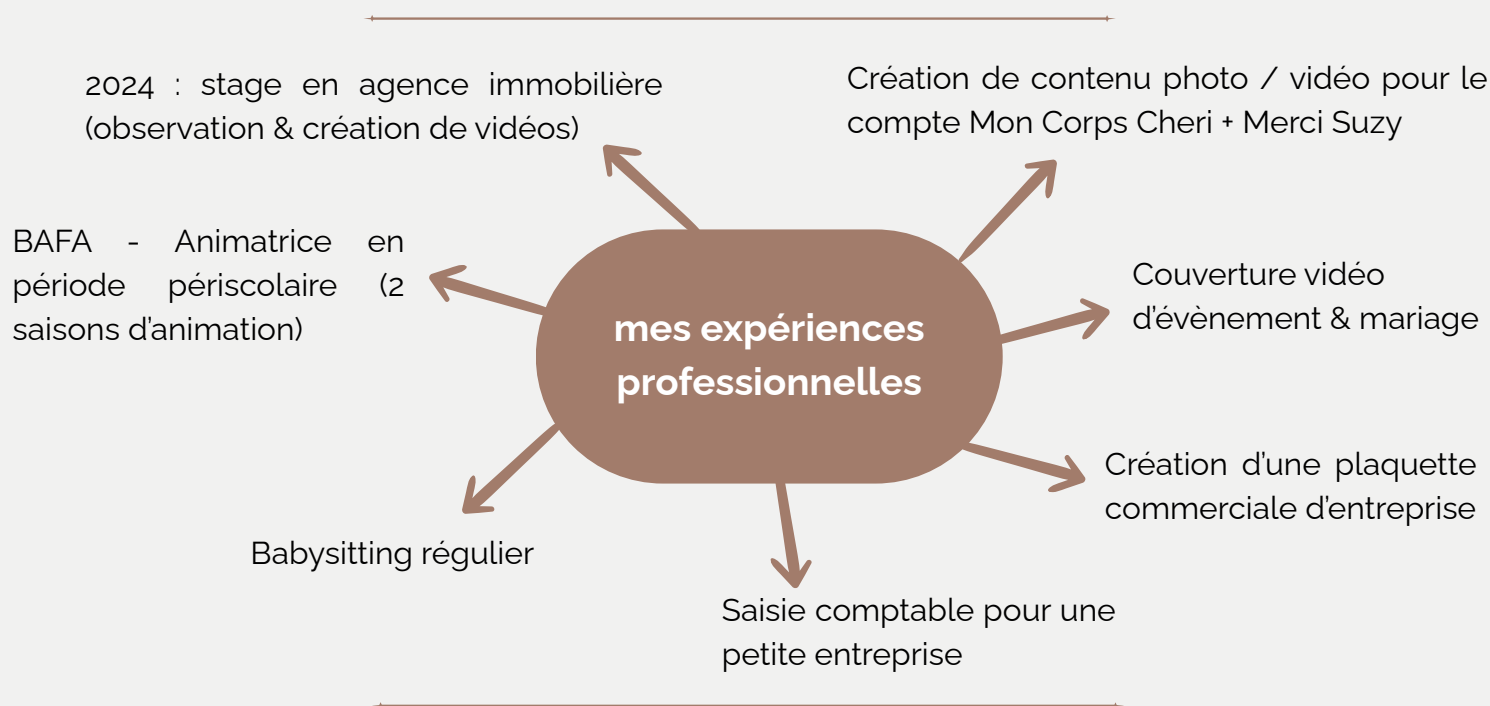 2024 : stage en agence immobilière
(observation & création de vidéos)
Création de contenu photo / vidéo pour le
compte Mon Corps Cheri + Merci Suzy
BAFA - Animatrice en
période périscolaire (2
saisons d'animation)
mes expériences
professionnelles
Couverture vidéo
d'évènement & mariage
Création d'une plaquette
commerciale d'entreprise
Babysitting régulier
Saisie comptable pour une
petite entreprise